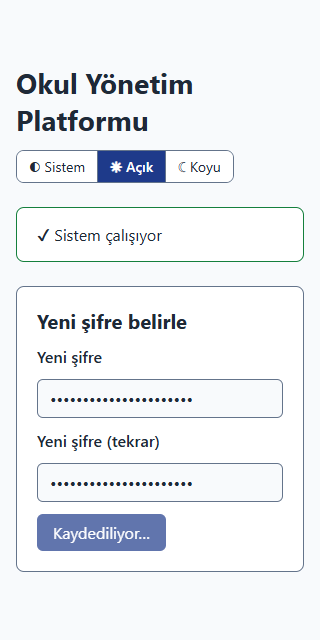 Okul Yönetim
Platformu
◐ Sistem ☀ Açık ☾ Koyu
✓ Sistem çalışıyor
Yeni şifre belirle
Yeni şifre
••••••••••••••••••••••
Yeni şifre (tekrar)
••••••••••••••••••••••
Kaydediliyor...